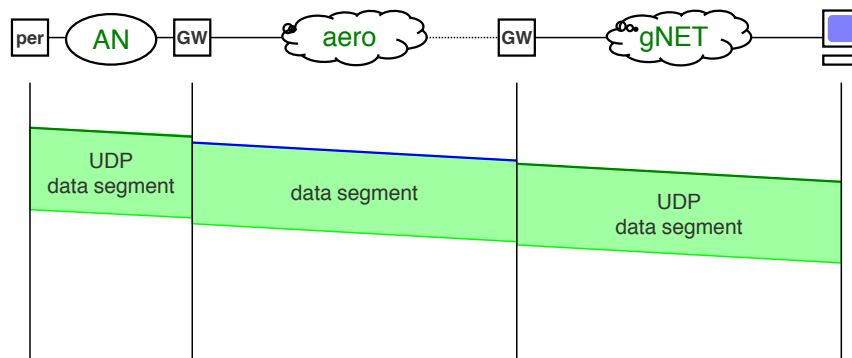 per
AN
GW
aero
GW
gNET
UDP
data segment
data segment
UDP
data segment